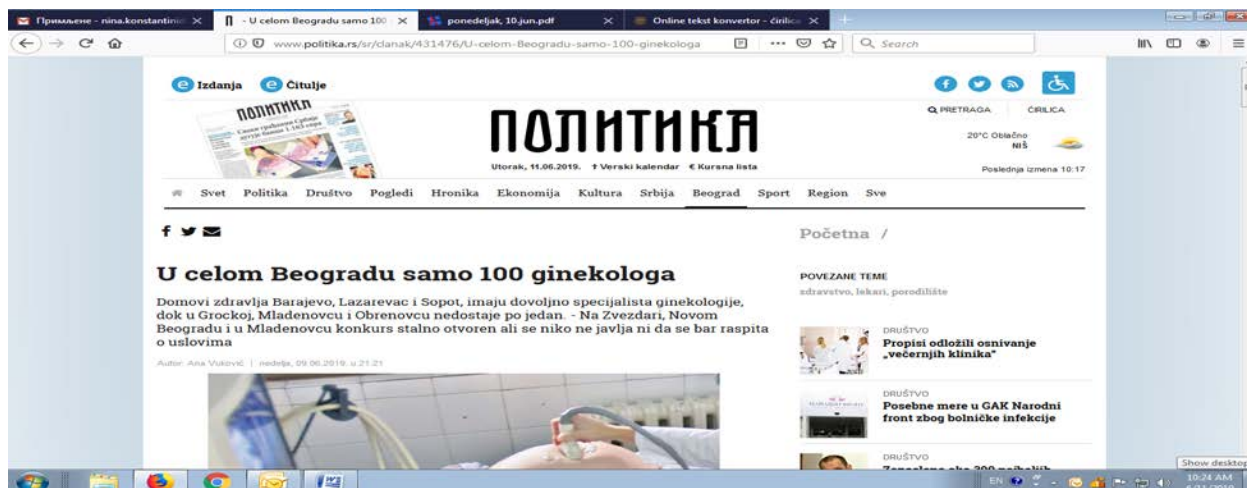 Примљене - nina.konstantini
- U celom Beogradu samo 100
ponedeljak, 10.jun.pdf
Online tekst konvertor - ćirilic
www.politika.rs/sr/clanak/431476/U-celom-Beogradu-samo-100-ginekologa
Search
Izdanja
Čitulje
ПОЛИТИКА
ПОЛИТИКА
Utorak, 11.06.2019.
Verski kalendar
€ Kursna lista
PRETRAGA
ĆIRILICA
20°C Oblačno
NIŠ
Poslednja izmena 10:17
Svet Politika Društvo Pogledi Hronika Ekonomija Kultura Srbija Beograd Sport Region Sve
Početna /
U celom Beogradu samo 100 ginekologa
Domovi zdravlja Barajevo, Lazarevac i Sopot, imaju dovoljno specijalista ginekologije,
dok u Grockoj, Mladenovcu i Obrenovcu nedostaje po jedan. - Na Zvezdari, Novom
Beogradu i u Mladenovcu konkurs stalno otvoren ali se niko ne javlja ni da se bar raspita
o uslovima
Autor: Ana Vuković | nedelja, 09.06.2019. u 21:21
POVEZANE TEME
zdravstvo, lekari, porodilište
DRUŠTVO
Propisi odložili osnivanje
„večernjih klinika“
DRUŠTVO
Posebne mere u GAK Narodni
front zbog bolničke infekcije
DRUŠTVO
Show desktop
EN
10:24 AM